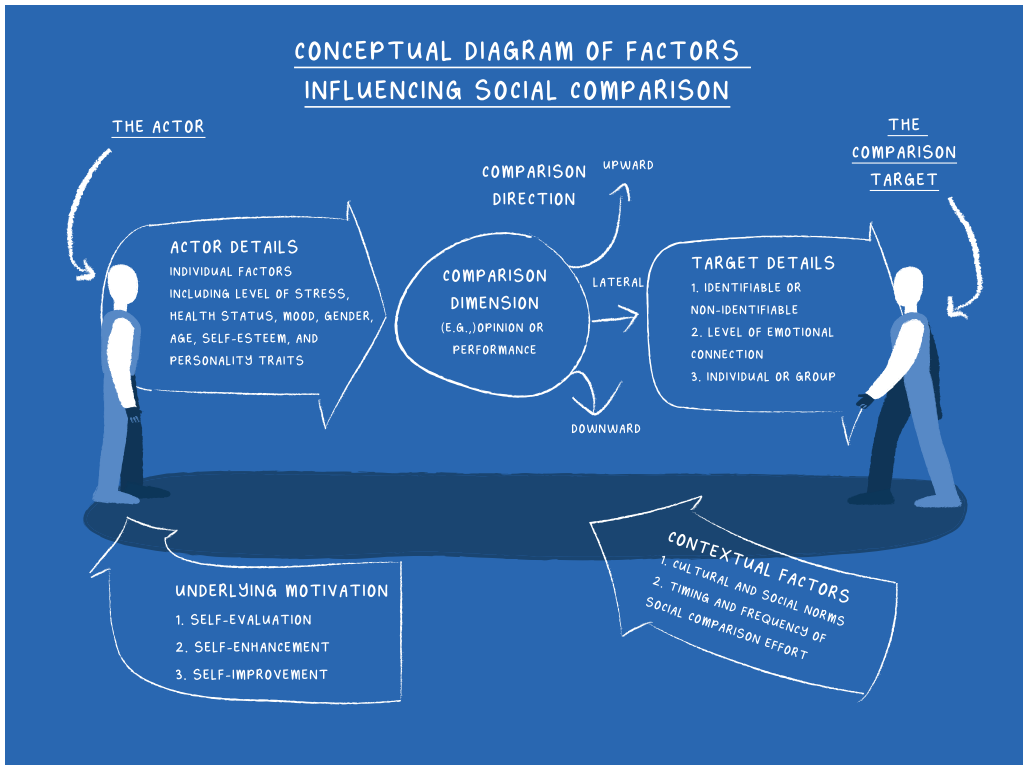 CONCEPTUAL DIAGRAM OF FACTORS
INFLUENCING SOCIAL COMPARISON
THE ACTOR
THE
COMPARISON
TARGET
COMPARISON
DIRECTION
UPWARD
LATERAL
DOWNWARD
ACTOR DETAILS
INDIVIDUAL FACTORS
INCLUDING LEVEL OF STRESS,
HEALTH STATUS, MOOD, GENDER,
AGE, SELF-ESTEEM, AND
PERSONALITY TRAITS
COMPARISON
DIMENSION
(E.G.,)OPINION OR
PERFORMANCE
TARGET DETAILS
1. IDENTIFIABLE OR
NON-IDENTIFIABLE
2. LEVEL OF EMOTIONAL
CONNECTION
3. INDIVIDUAL OR GROUP
UNDERLYING MOTIVATION
1. SELF-EVALUATION
2. SELF-ENHANCEMENT
3. SELF-IMPROVEMENT
CONTEXTUAL FACTORS
1. CULTURAL AND SOCIAL NORMS
2. TIMING AND FREQUENCY OF
SOCIAL COMPARISON EFFORT